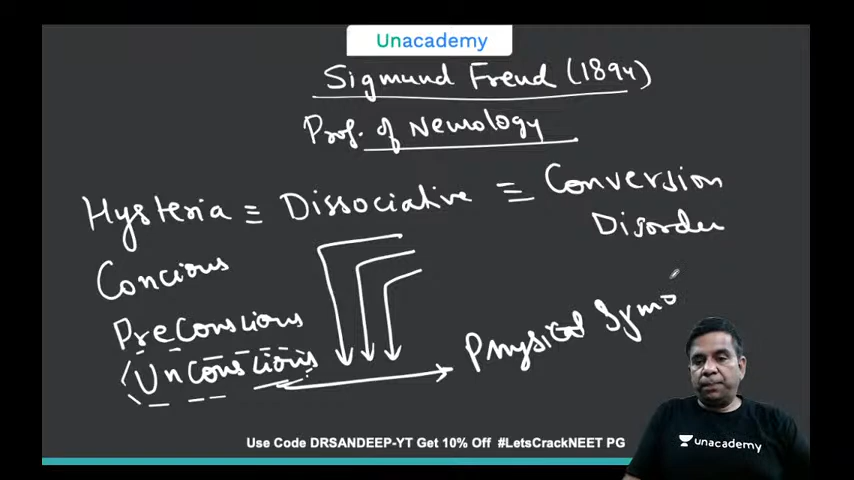 Unacademy
Sigmund Freud (1894)
Prof. of Neurology
Hysteria ≡ Dissociative ≡ Conversion
Disorder
Concious
Preconscious
Unconscious
Physical Symo
unacademy
Use Code DRSANDEEP-YT Get 10% Off #LetsCrackNEET PG